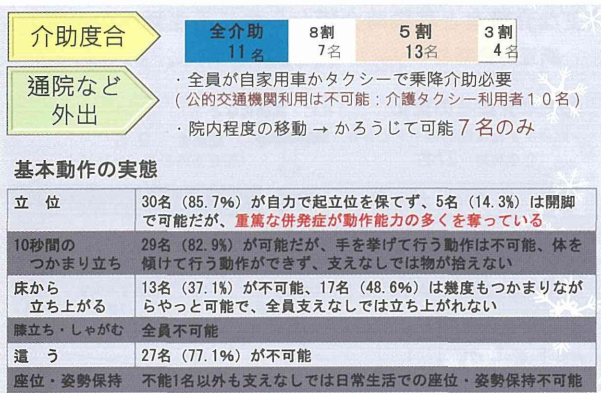 介助度合
全介助 8割 5割 3割
11名 7名 13名 4名
通院など
外出
・全員が自家用車かタクシーで乗降介助必要
(公的交通機関利用は不可能:介護タクシー利用者10名)
・院内程度の移動→かろうじて可能7名のみ
基本動作の実態
立 位 30名(85.7%)が自力で起立位を保てず、5名(14.3%)は開脚
で可能だが、重篤な併発症が動作能力の多くを奪っている
10秒間の 29名(82.9%)が可能だが、手を挙げて行う動作は不可能、体を
つかまり立ち 傾けて行う動作ができず、支えなしでは物が拾えない
床から 13名(37.1%)が不可能、17名(48.6%)は幾度もつかまりなが
立ち上がる らやっと可能で、全員支えなしでは立ち上がれない
膝立ち・しゃがむ 全員不可能
這 う 27名(77.1%)が不可能
座位・姿勢保持 不能1名以外も支えなしでは日常生活での座位・姿勢保持不可能